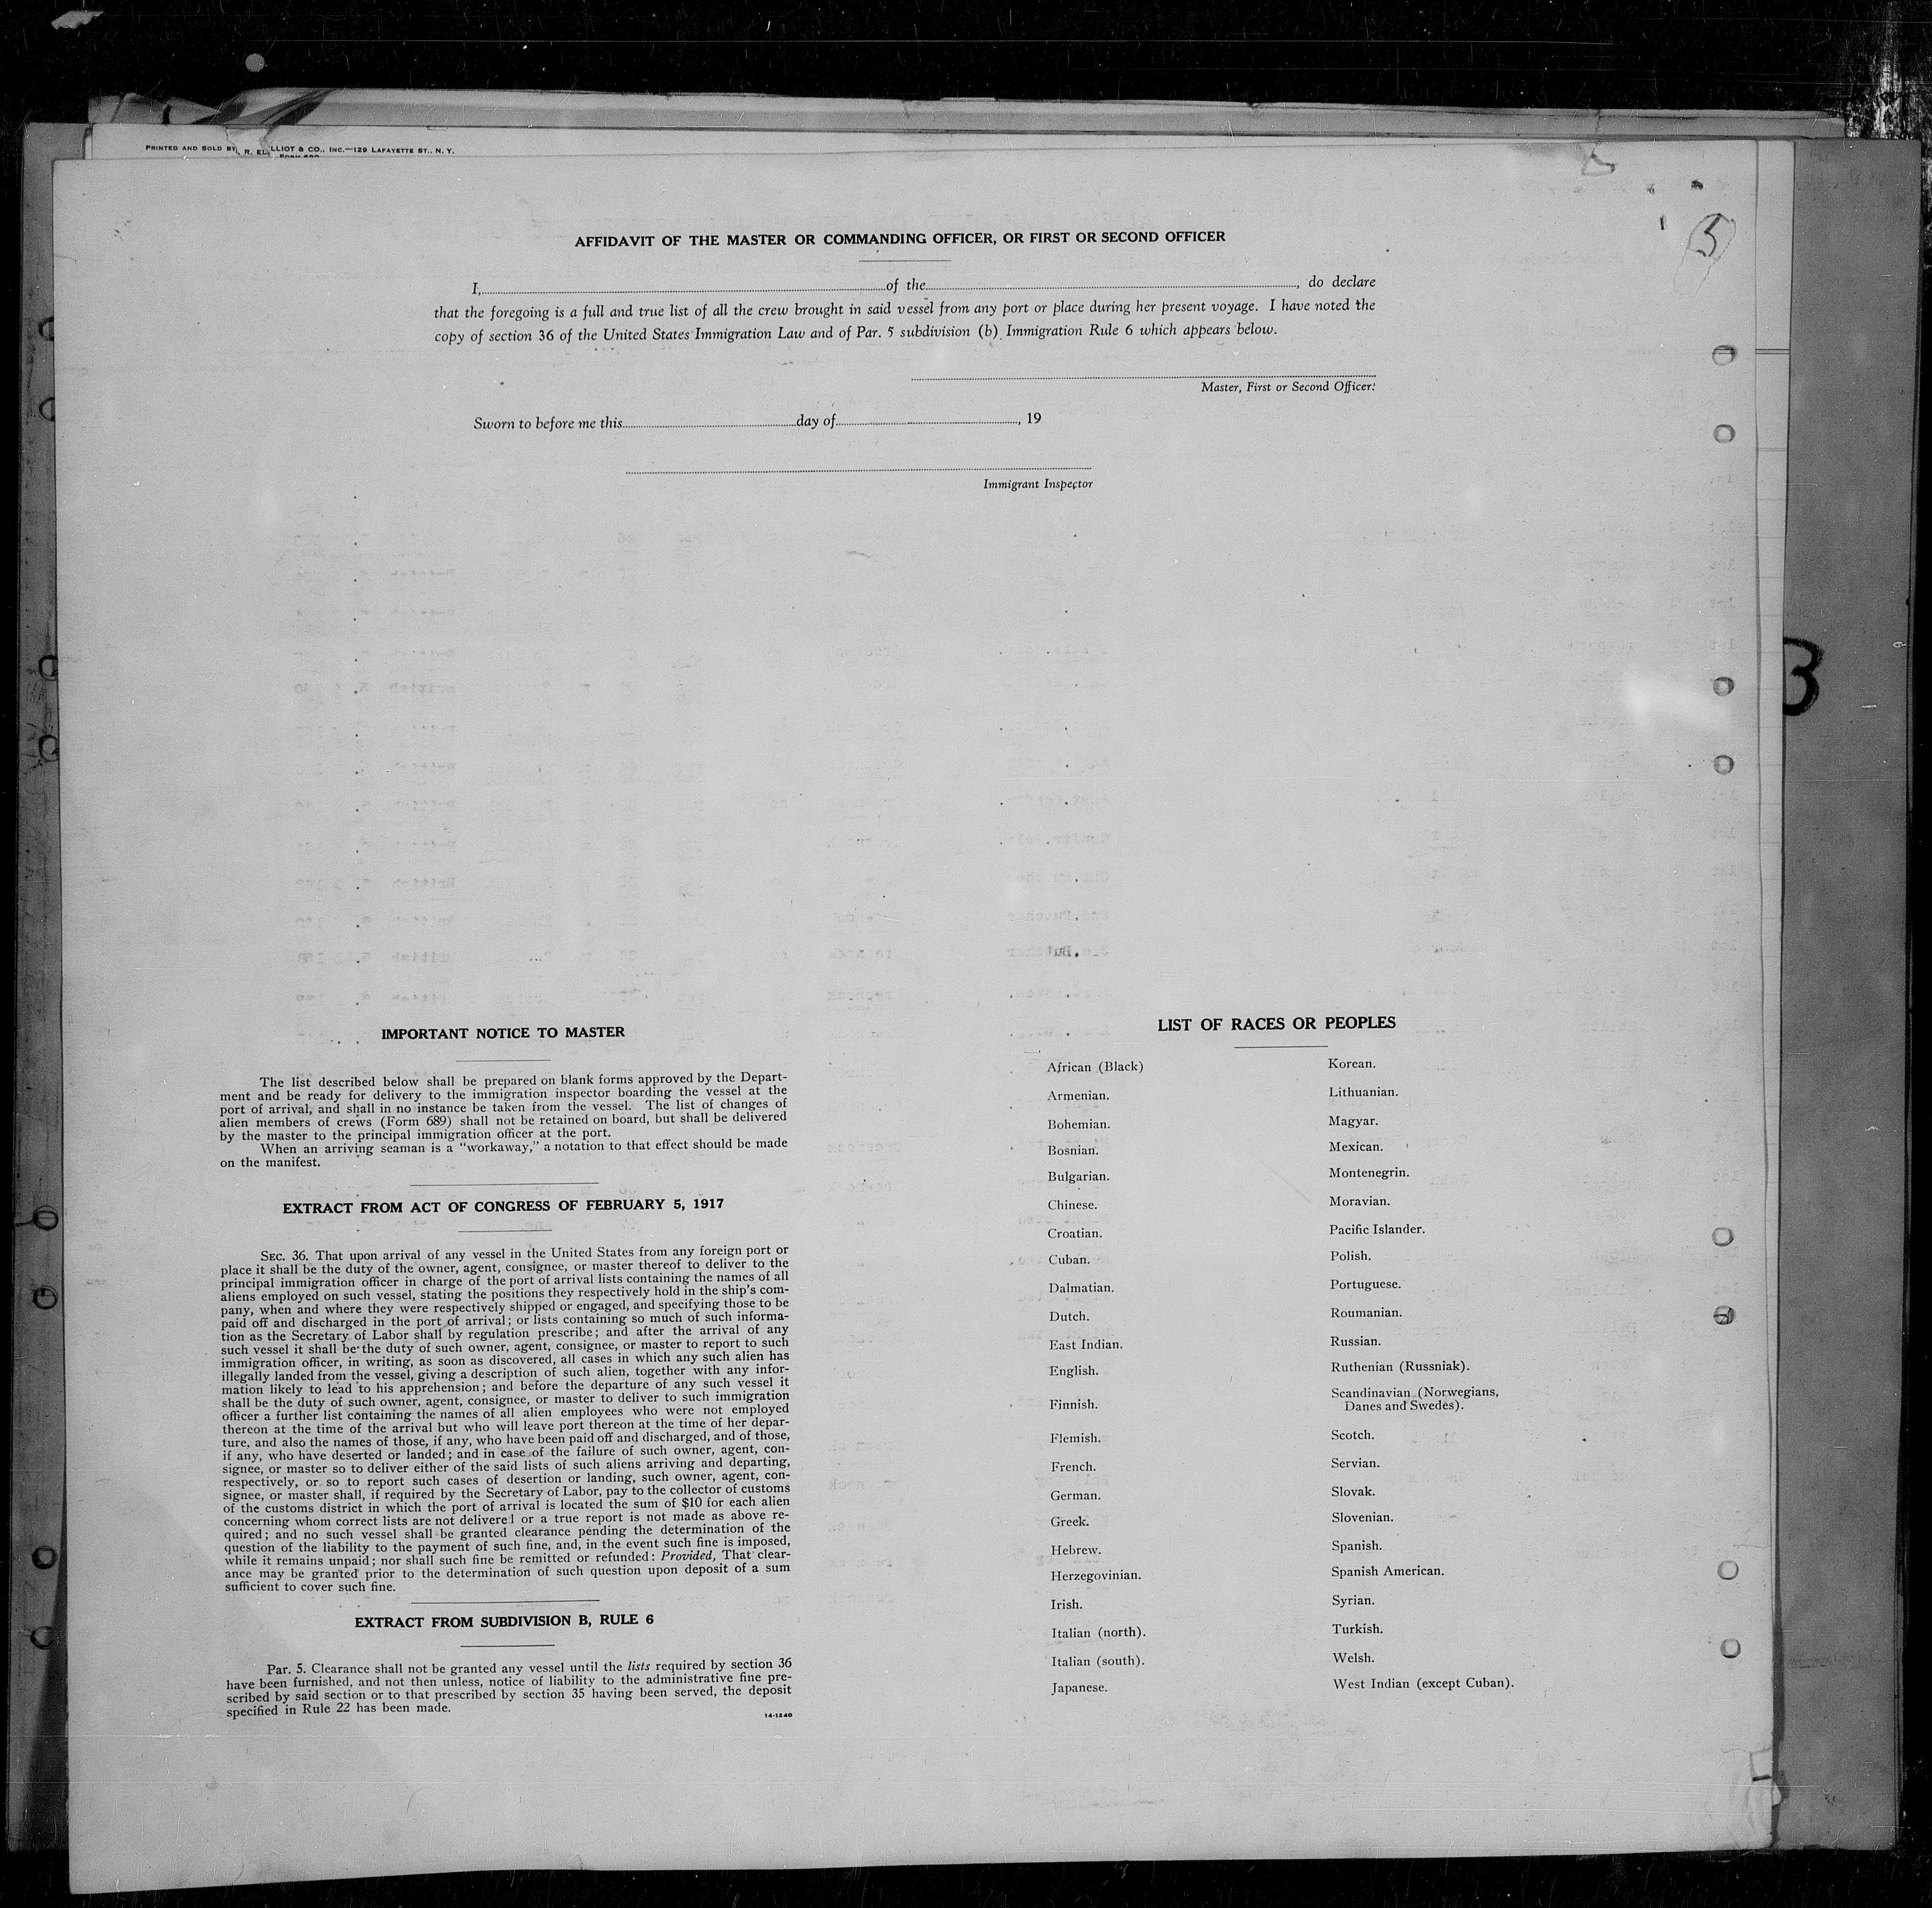 PRINTED AND SOLD BY R. EL LLIOT & CO., INC.—129 LAFAYETTE ST., N. Y.
5
AFFIDAVIT OF THE MASTER OR COMMANDING OFFICER, OR FIRST OR SECOND OFFICER
I, of the , do declare
that the foregoing is a full and true list of all the crew brought in said vessel from any port or place during her present voyage. I have noted the
copy of section 36 of the United States Immigration Law and of Par. 5 subdivision (b) Immigration Rule 6 which appears below.
Master, First or Second Officer.
Sworn to before me this day of , 19
Immigrant Inspector
3
IMPORTANT NOTICE TO MASTER
The list described below shall be prepared on blank forms approved by the Depart-
ment and be ready for delivery to the immigration inspector boarding the vessel at the
port of arrival, and shall in no instance be taken from the vessel. The list of changes of
alien members of crews (Form 689) shall not be retained on board, but shall be delivered
by the master to the principal immigration officer at the port.
When an arriving seaman is a "workaway," a notation to that effect should be made
on the manifest.
EXTRACT FROM ACT OF CONGRESS OF FEBRUARY 5, 1917
SEC. 36. That upon arrival of any vessel in the United States from any foreign port or
place it shall be the duty of the owner, agent, consignee, or master thereof to deliver to the
principal immigration officer in charge of the port of arrival lists containing the names of all
aliens employed on such vessel, stating the positions they respectively hold in the ship's com-
pany, when and where they were respectively shipped or engaged, and specifying those to be
paid off and discharged in the port of arrival; or lists containing so much of such informa-
tion as the Secretary of Labor shall by regulation prescribe; and after the arrival of any
such vessel it shall be the duty of such owner, agent, consignee, or master to report to such
immigration officer, in writing, as soon as discovered, all cases in which any such alien has
illegally landed from the vessel, giving a description of such alien, together with any infor-
mation likely to lead to his apprehension; and before the departure of any such vessel it
shall be the duty of such owner, agent, consignee, or master to deliver to such immigration
officer a further list containing the names of all alien employees who were not employed
thereon at the time of the arrival but who will leave port thereon at the time of her depar-
ture, and also the names of those, if any, who have been paid off and discharged, and of those,
if any, who have deserted or landed; and in case of the failure of such owner, agent, con-
signee, or master so to deliver either of the said lists of such aliens arriving and departing,
respectively, or so to report such cases of desertion or landing, such owner, agent, con-
signee, or master shall, if required by the Secretary of Labor, pay to the collector of customs
of the customs district in which the port of arrival is located the sum of $10 for each alien
concerning whom correct lists are not delivered or a true report is not made as above re-
quired; and no such vessel shall be granted clearance pending the determination of the
question of the liability to the payment of such fine, and, in the event such fine is imposed,
while it remains unpaid; nor shall such fine be remitted or refunded: Provided, That clear-
ance may be granted prior to the determination of such question upon deposit of a sum
sufficient to cover such fine.
EXTRACT FROM SUBDIVISION B, RULE 6
Par. 5. Clearance shall not be granted any vessel until the lists required by section 36
have been furnished, and not then unless, notice of liability to the administrative fine pre-
scribed by said section or to that prescribed by section 35 having been served, the deposit
specified in Rule 22 has been made.
14-1240
LIST OF RACES OR PEOPLES
African (Black)
Armenian.
Bohemian.
Bosnian.
Bulgarian.
Chinese.
Croatian.
Cuban.
Dalmatian.
Dutch.
East Indian.
English.
Finnish.
Flemish.
French.
German.
Greek.
Hebrew.
Herzegovinian.
Irish.
Italian (north).
Italian (south).
Japanese.
Korean.
Lithuanian.
Magyar.
Mexican.
Montenegrin.
Moravian.
Pacific Islander.
Polish.
Portuguese.
Roumanian.
Russian.
Ruthenian (Russniak).
Scandinavian (Norwegians,
Danes and Swedes).
Scotch.
Servian.
Slovak.
Slovenian.
Spanish.
Spanish American.
Syrian.
Turkish.
Welsh.
West Indian (except Cuban).